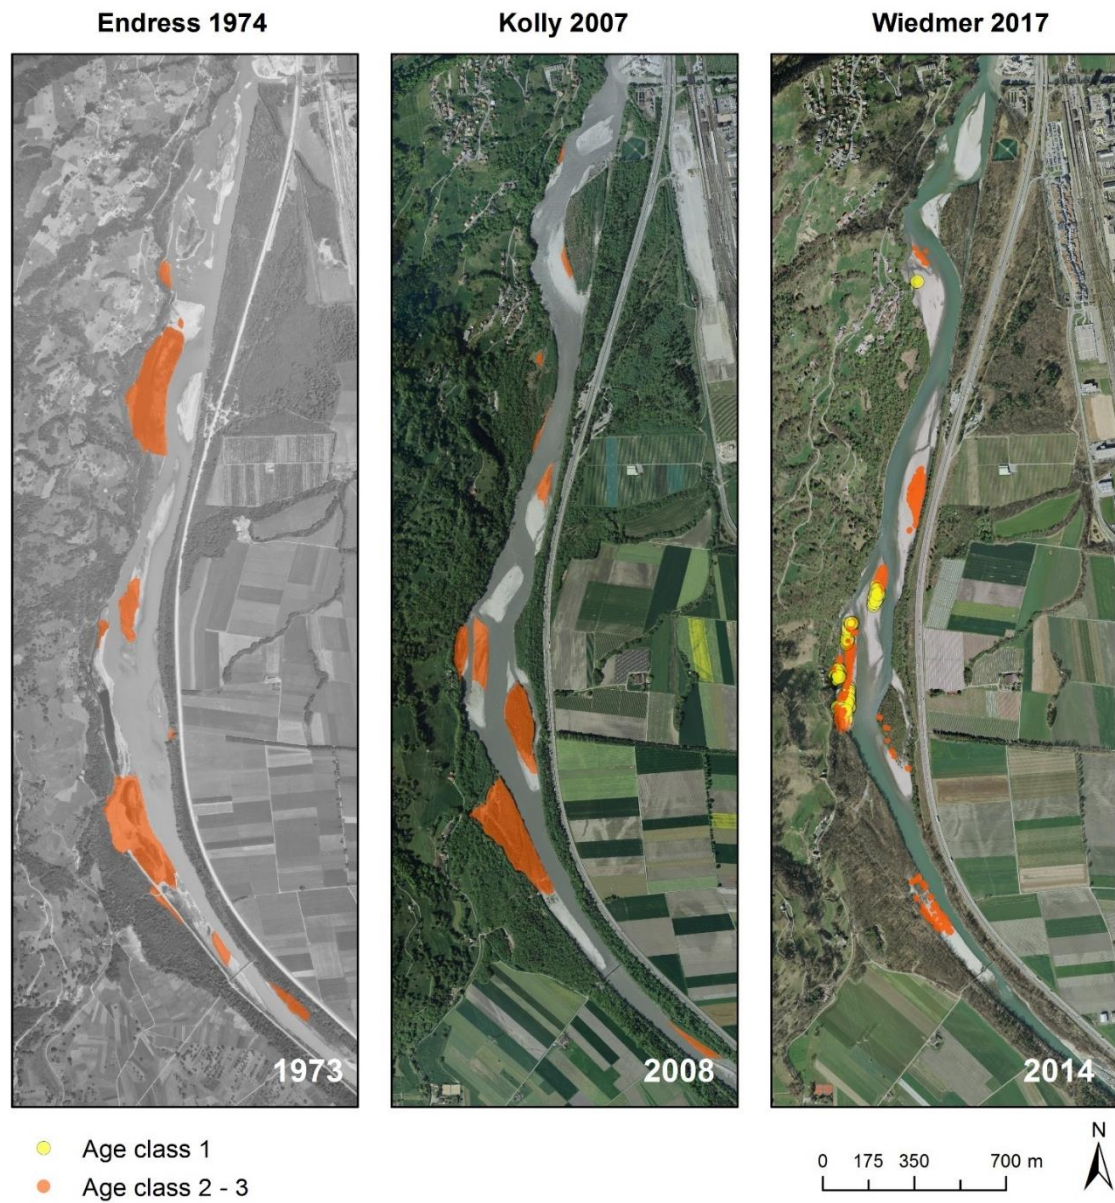 Endress 1974
Kolly 2007
Wiedmer 2017
1973
2008
2014
Age class 1
Age class 2 - 3
0 175 350 700 m
N